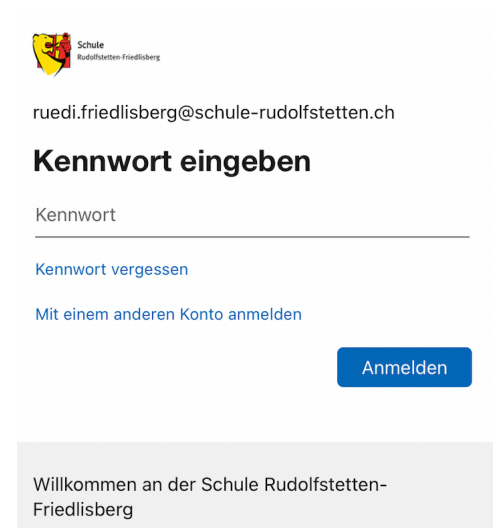 Schule
Rudolfstetten-Friedlisberg
ruedi.friedlisberg@schule-rudolfstetten.ch
Kennwort eingeben
Kennwort
Kennwort vergessen
Mit einem anderen Konto anmelden
Anmelden
Willkommen an der Schule Rudolfstetten-
Friedlisberg